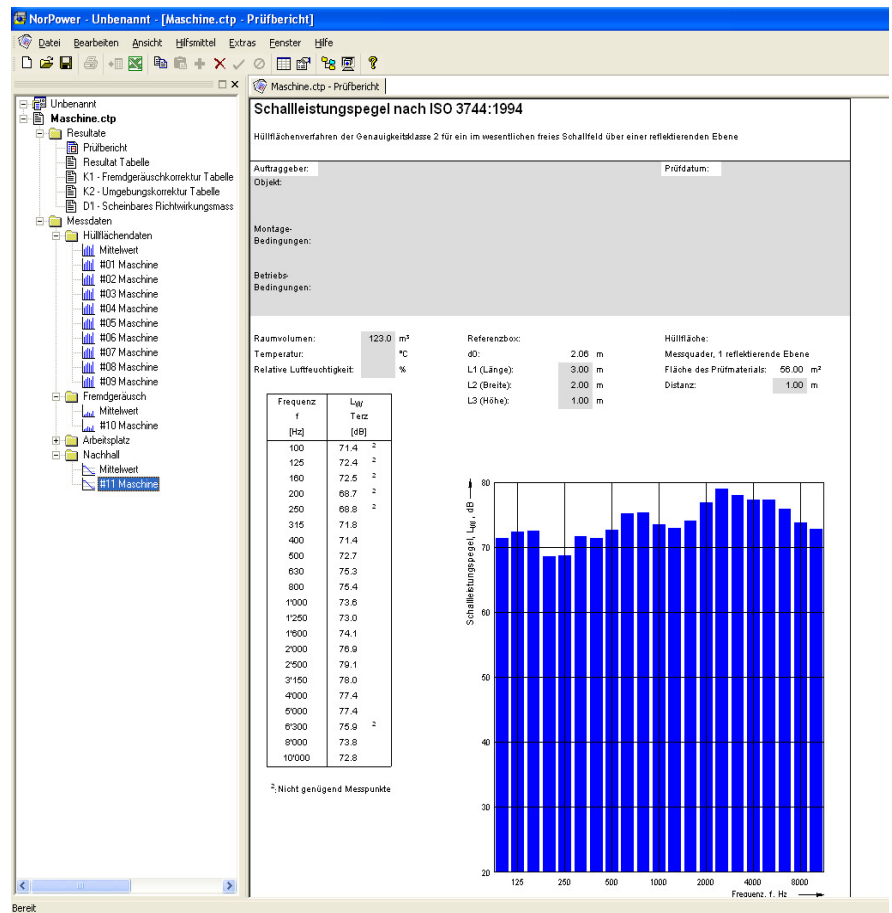 NorPower - Unbenannt - [Maschine.ctp - Prüfbericht]
Datei Bearbeiten Ansicht Hilfsmittel Extras Fenster Hilfe
Maschine.ctp - Prüfbericht
Unbenannt
Maschine.ctp
Resultate
Prüfbericht
Resultat Tabelle
K1 - Fremdgeräuschkorrektur Tabelle
K2 - Umgebungskorrektur Tabelle
D1 - Scheinbares Richtwirkungsmass
Messdaten
Hüllflächendaten
Mittelwert
#01 Maschine
#02 Maschine
#03 Maschine
#04 Maschine
#05 Maschine
#06 Maschine
#07 Maschine
#08 Maschine
#09 Maschine
Fremdgeräusch
Mittelwert
#10 Maschine
Arbeitsplatz
Nachhall
Mittelwert
#11 Maschine
Schallleistungspegel nach ISO 3744:1994
Hüllflächenverfahren der Genauigkeitsklasse 2 für ein im wesentlichen freies Schallfeld über einer reflektierenden Ebene
Auftraggeber: Prüfdatum:
Objekt:
Montage-
Bedingungen:
Betriebs-
Bedingungen:
Raumvolumen: 123.0 m³ Referenzbox: Hüllfläche:
Temperatur: °C d0: 2.06 m Messquader, 1 reflektierende Ebene
Relative Luftfeuchtigkeit: % L1 (Länge): 3.00 m Fläche des Prüfmaterials: 56.00 m²
L2 (Breite): 2.00 m Distanz: 1.00 m
L3 (Höhe): 1.00 m
Frequenz LW
f Terz
[Hz] [dB]
100 71.4 2
125 72.4 2
160 72.5 2
200 68.7 2
250 68.8 2
315 71.8
400 71.4
500 72.7
630 75.3
800 75.4
1'000 73.6
1'250 73.0
1'600 74.1
2'000 76.9
2'500 79.1
3'150 78.0
4'000 77.4
5'000 77.4
6'300 75.9 2
8'000 73.8
10'000 72.8
2:Nicht genügend Messpunkte
Schallleistungspegel, LW, dB
80
70
60
50
40
30
20
125 250 500 1000 2000 4000 8000
Frequenz, f, Hz
Bereit